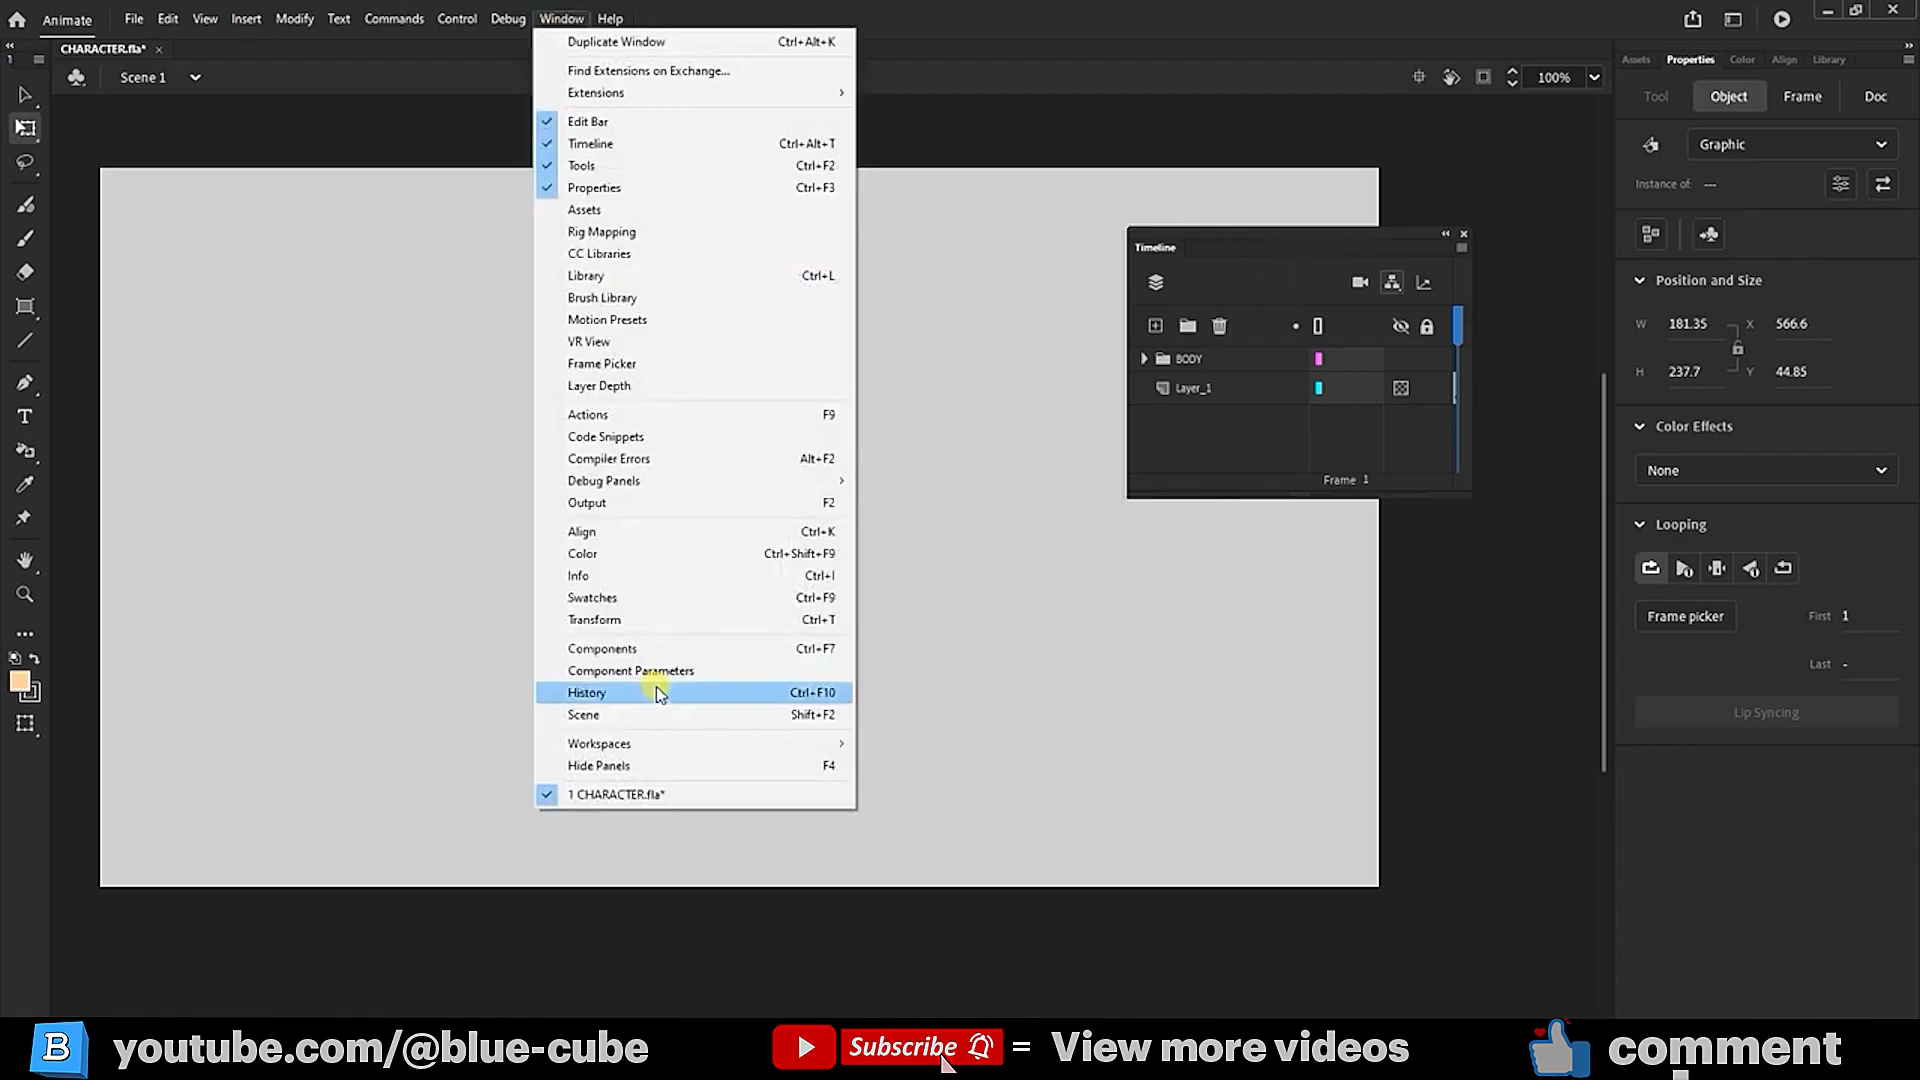 Animate File Edit View Insert Modify Text Commands Control Debug Window Help
CHARACTER.fla*
1
Scene 1
100%
Duplicate Window Ctrl+Alt+K
Find Extensions on Exchange...
Extensions
Edit Bar
Timeline Ctrl+Alt+T
Tools Ctrl+F2
Properties Ctrl+F3
Assets
Rig Mapping
CC Libraries
Library Ctrl+L
Brush Library
Motion Presets
VR View
Frame Picker
Layer Depth
Actions F9
Code Snippets
Compiler Errors Alt+F2
Debug Panels
Output F2
Align Ctrl+K
Color Ctrl+Shift+F9
Info Ctrl+I
Swatches Ctrl+F9
Transform Ctrl+T
Components Ctrl+F7
Component Parameters
History Ctrl+F10
Scene Shift+F2
Workspaces
Hide Panels F4
1 CHARACTER.fla*
Timeline
BODY
Layer_1
Frame 1
Assets Properties Color Align Library
Tool Object Frame Doc
Graphic
Instance of: ---
Position and Size
W 181.35 X 566.6
H 237.7 Y 44.85
Color Effects
None
Looping
Frame picker First 1
Last -
Lip Syncing
B youtube.com/@blue-cube Subscribe = View more videos comment